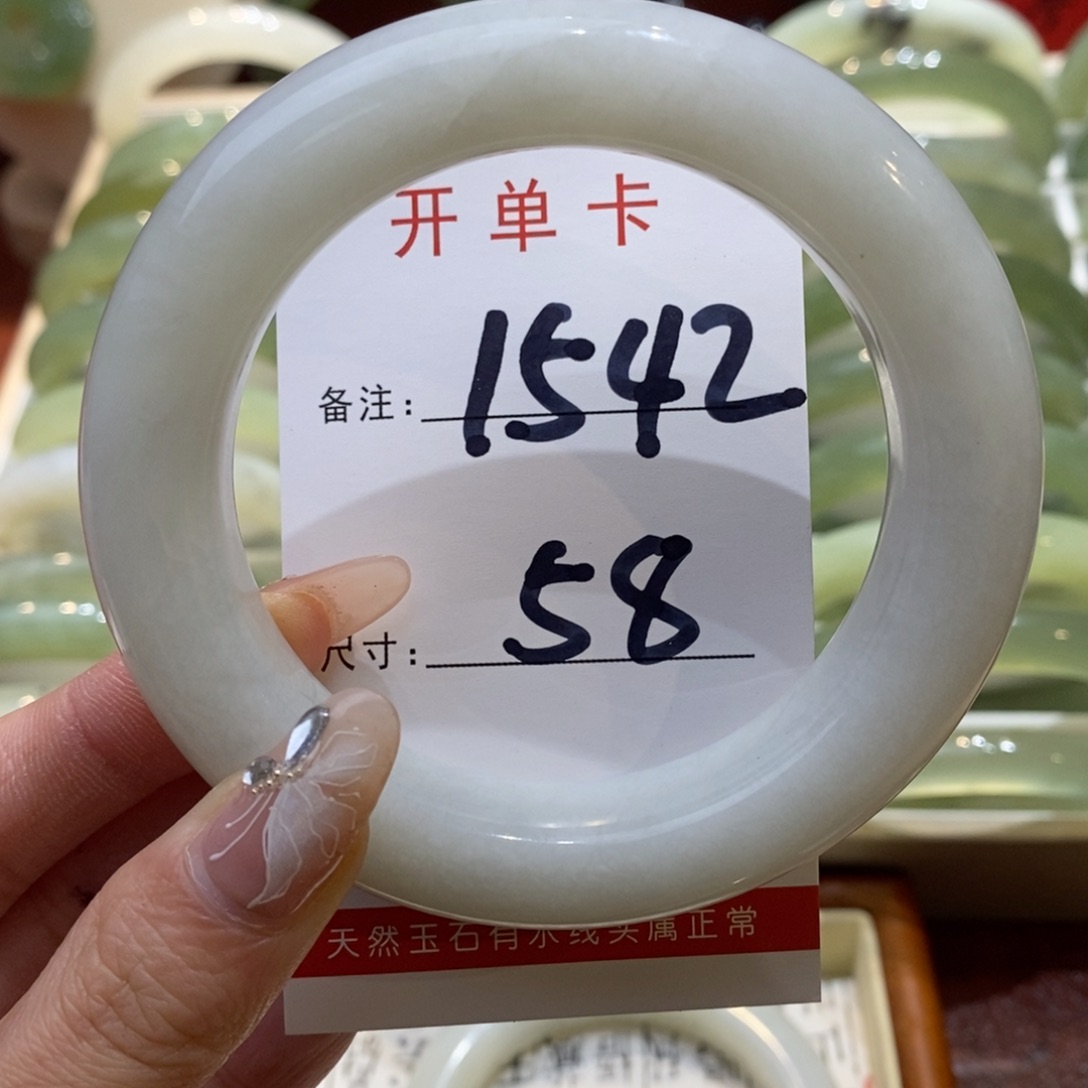 开单卡
备注：1542
尺寸：58
天然玉石有水线实属正常